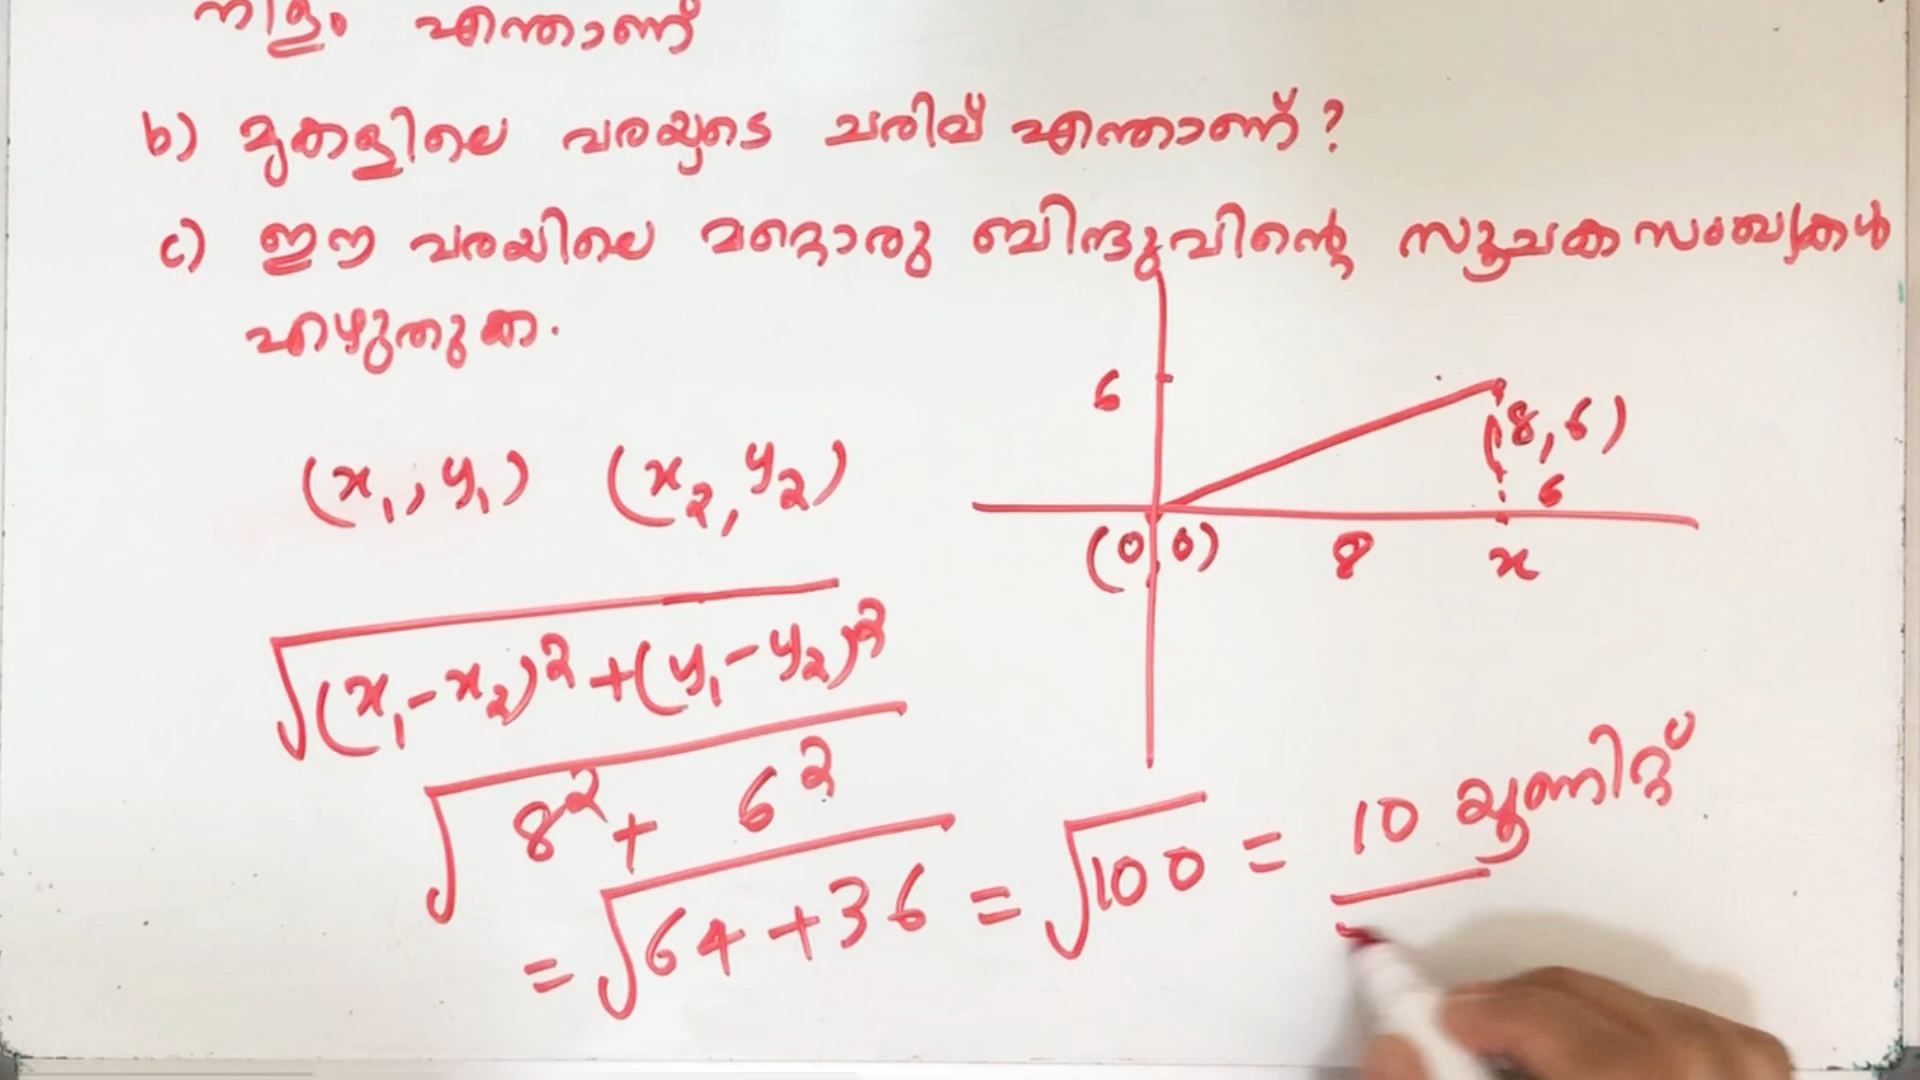 നീളം എന്താണ്
b) മുകളിലെ വരയുടെ ചരിവ് എന്താണ്?
c) ഈ വരയിലെ മറ്റൊരു ബിന്ദുവിന്റെ സൂചകസംഖ്യകൾ
എഴുതുക.
6
(8,6)
(x₁,y₁) (x₂,y₂)
6
(0,0) 8 x
√(x₁-x₂)²+(y₁-y₂)²
√8²+ 6²
=√64+36 =√100 = 10 യൂണിറ്റ്